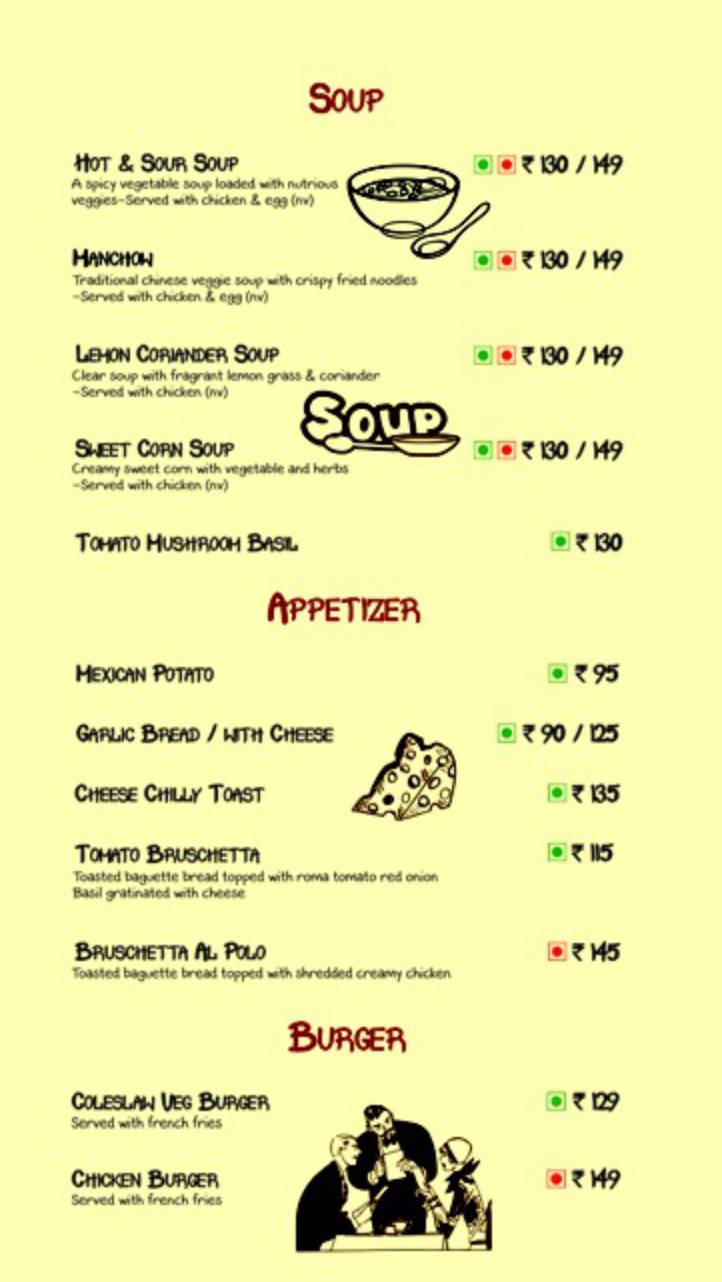 SOUP
HOT & SOUR SOUP ₹ 130 / 149
A spicy vegetable soup loaded with nutrious
veggies-Served with chicken & egg (nv)
MANCHOW ₹ 130 / 149
Traditional chinese veggie soup with crispy fried noodles
-Served with chicken & egg (nv)
LEMON CORIANDER SOUP ₹ 130 / 149
Clear soup with fragrant lemon grass & coriander
-Served with chicken (nv)
SOUP
SWEET CORN SOUP ₹ 130 / 149
Creamy sweet corn with vegetable and herbs
-Served with chicken (nv)
TOMATO MUSHROOM BASIL ₹ 130
APPETIZER
MEXICAN POTATO ₹ 95
GARLIC BREAD / WITH CHEESE ₹ 90 / 125
CHEESE CHILLY TOAST ₹ 135
TOMATO BRUSCHETTA ₹ 115
Toasted baguette bread topped with roma tomato red onion
Basil gratinated with cheese
BRUSCHETTA AL POLO ₹ 145
Toasted baguette bread topped with shredded creamy chicken
BURGER
COLESLAW VEG BURGER ₹ 129
Served with french fries
CHICKEN BURGER ₹ 149
Served with french fries